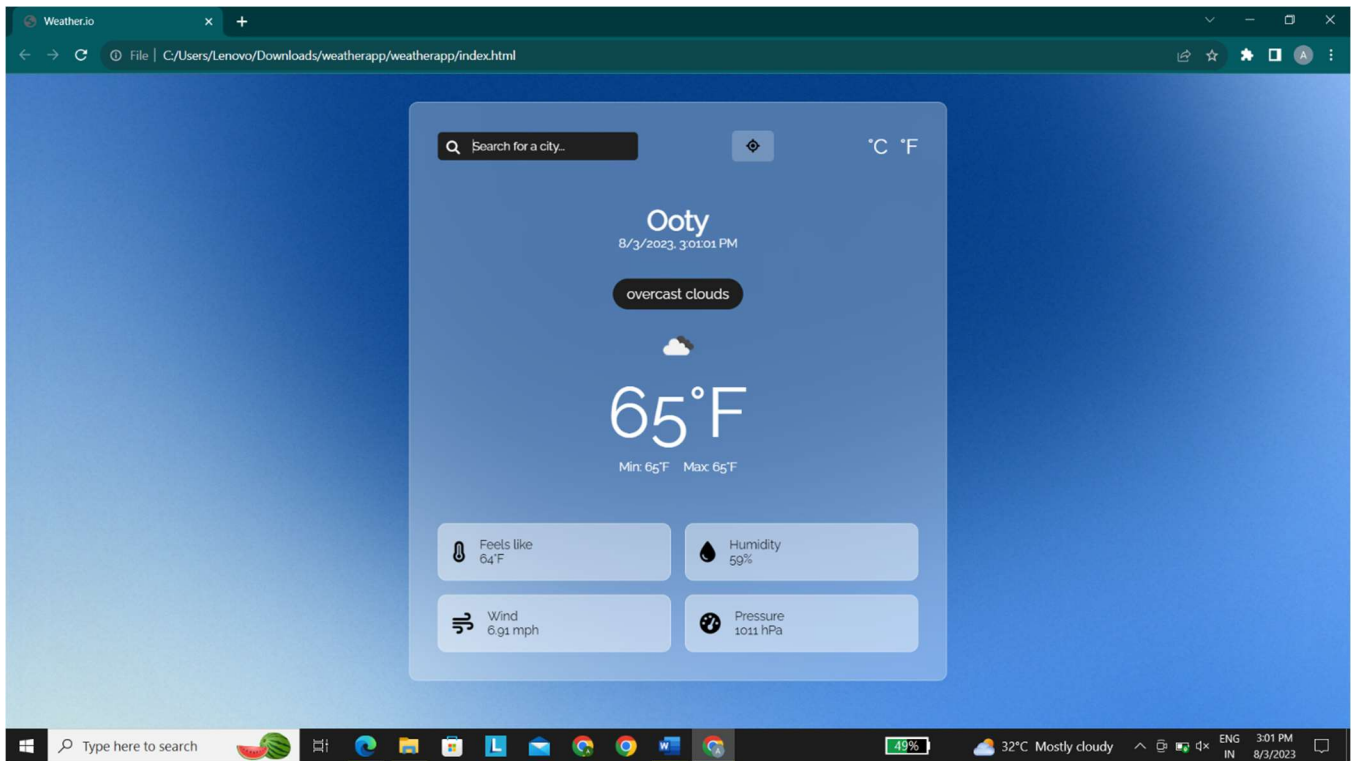 Weather.io
File | C:/Users/Lenovo/Downloads/weatherapp/weatherapp/index.html
A
Search for a city...
°C °F
Ooty
8/3/2023, 3:01:01 PM
overcast clouds
65°F
Min: 65°F Max: 65°F
Feels like
64°F
Humidity
59%
Wind
6.91 mph
Pressure
1011 hPa
Type here to search
L
W
A
49%
32°C Mostly cloudy
ENG
IN
3:01 PM
8/3/2023